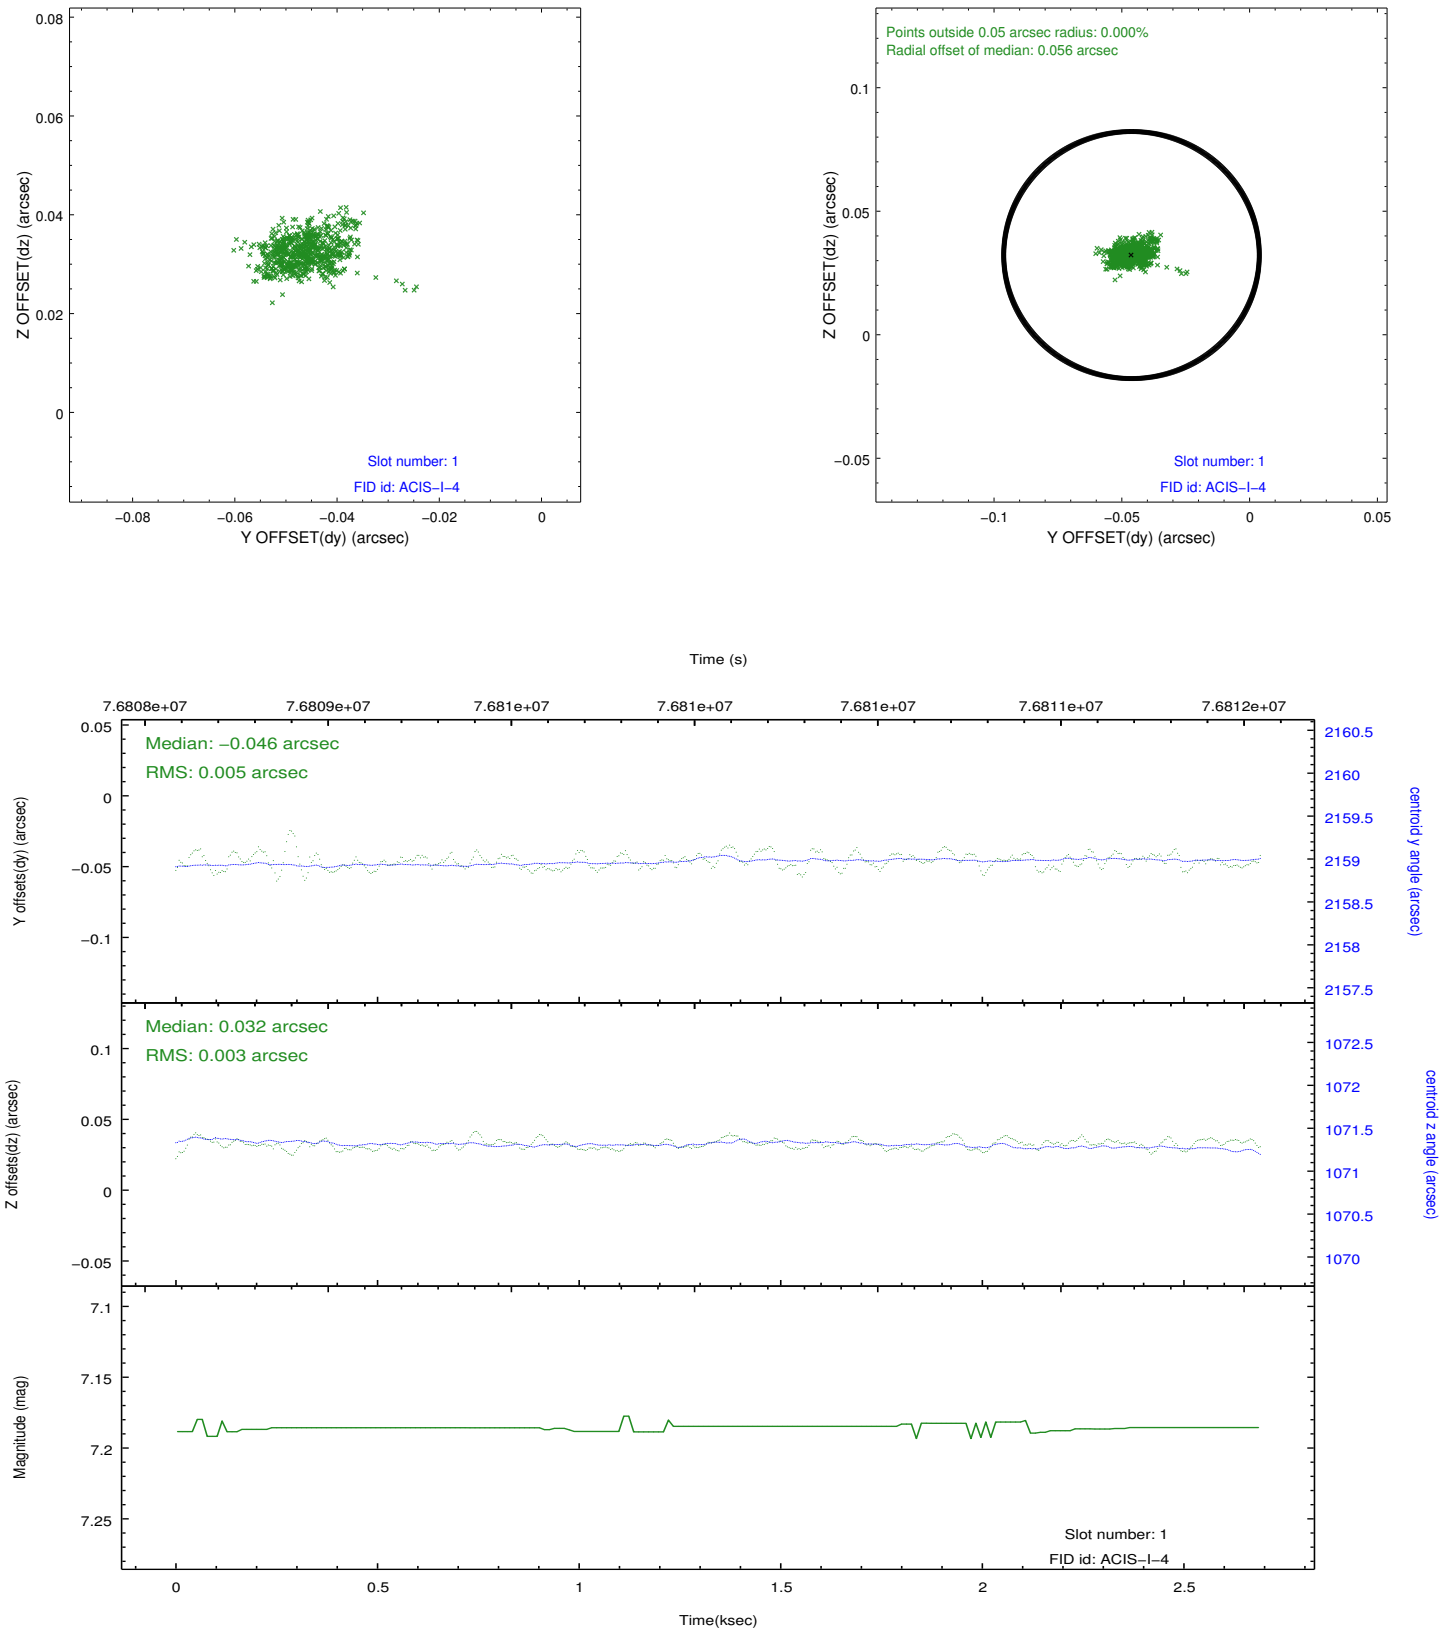 0.08
0.06
0.04
0.02
0
Z OFFSET(dz) (arcsec)
Slot number: 1
FID id: ACIS−I−4
−0.08 −0.06 −0.04 −0.02 0
Y OFFSET(dy) (arcsec)
Points outside 0.05 arcsec radius: 0.000%
Radial offset of median: 0.056 arcsec
0.1
0.05
0
−0.05
Z OFFSET(dz) (arcsec)
Slot number: 1
FID id: ACIS−I−4
−0.1 −0.05 0 0.05
Y OFFSET(dy) (arcsec)
Time (s)
7.6808e+07 7.6809e+07 7.681e+07 7.681e+07 7.681e+07 7.6811e+07 7.6812e+07
Median: −0.046 arcsec
RMS: 0.005 arcsec
0.05
0
−0.05
−0.1
Y offsets(dy) (arcsec)
2160.5
2160
2159.5
2159
2158.5
2158
2157.5
centroid y angle (arcsec)
Median: 0.032 arcsec
RMS: 0.003 arcsec
0.1
0.05
0
−0.05
Z offsets(dz) (arcsec)
1072.5
1072
1071.5
1071
1070.5
1070
centroid z angle (arcsec)
7.1
7.15
7.2
7.25
Magnitude (mag)
Slot number: 1
FID id: ACIS−I−4
0 0.5 1 1.5 2 2.5
Time(ksec)